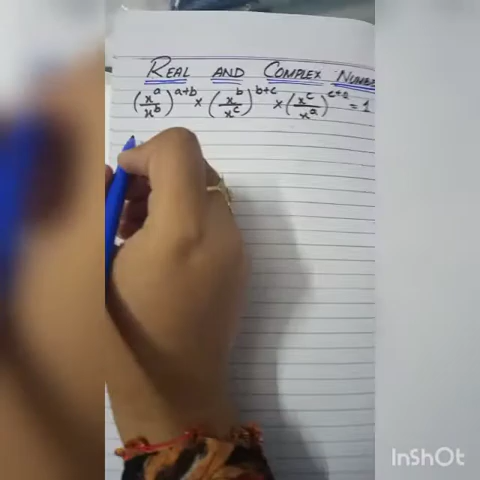 REAL AND COMPLEX NUMBE
(x^a/x^b)^{a+b} × (x^b/x^c)^{b+c} × (x^c/x^a)^{c+a} = 1
InShOt